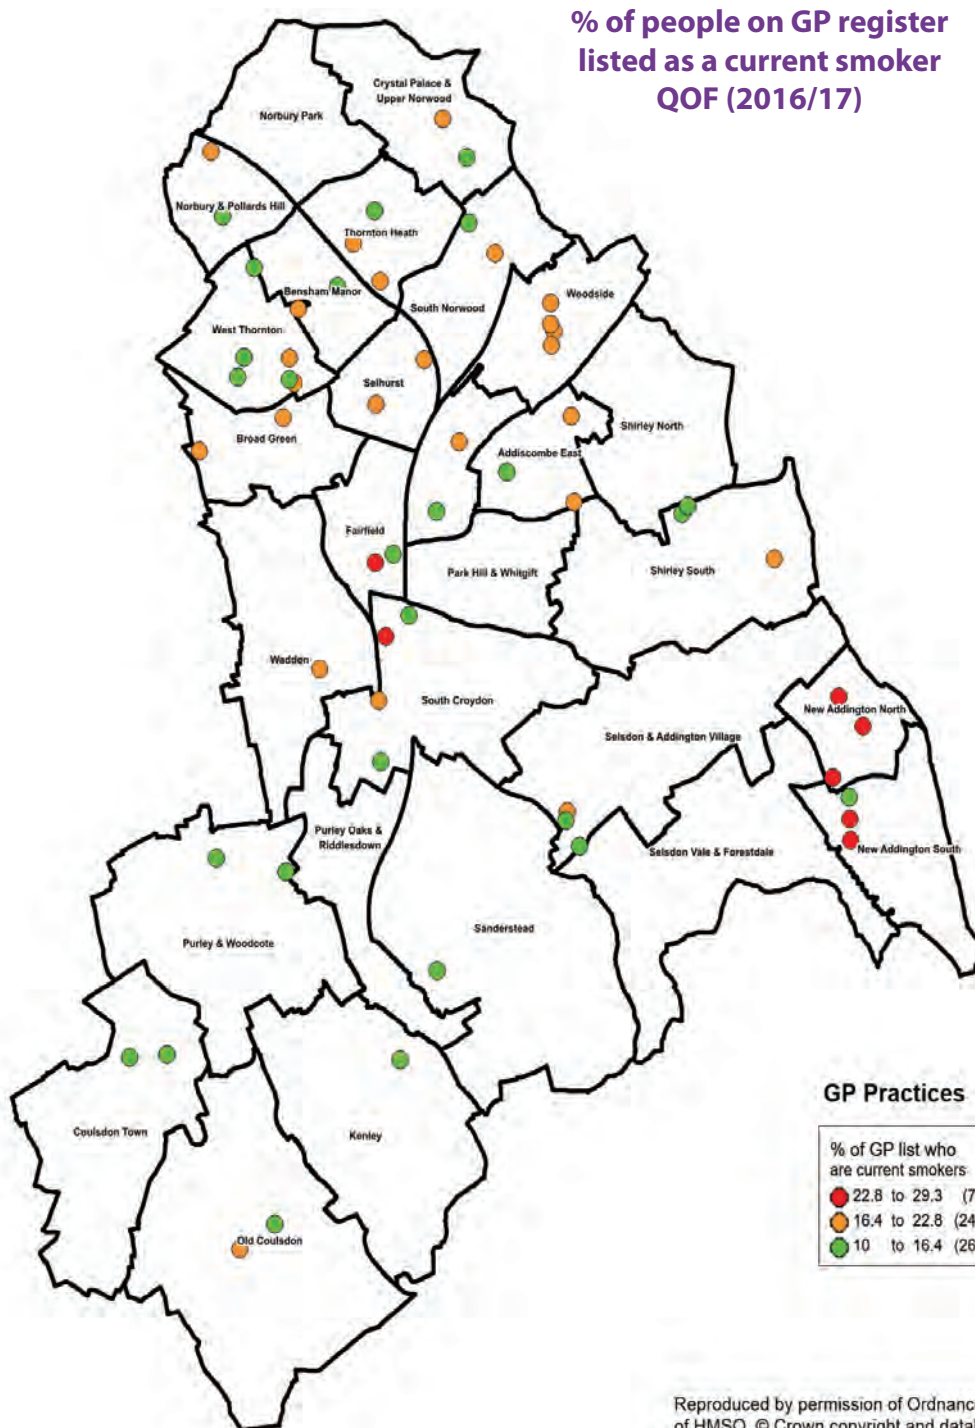 % of people on GP register
listed as a current smoker
QOF (2016/17)
Crystal Palace &
Upper Norwood
Norbury Park
Norbury & Pollards Hill
Thornton Heath
Bensham Manor
South Norwood
Woodside
West Thornton
Selhurst
Broad Green
Shirley North
Addiscombe East
Fairfield
Park Hill & Whitgift
Shirley South
Waddon
South Croydon
New Addington North
Selsdon & Addington Village
Purley Oaks &
Riddlesdown
Selsdon Vale & Forestdale
New Addington South
Sanderstead
Purley & Woodcote
Coulsdon Town
Kenley
Old Coulsdon
GP Practices
% of GP list who
are current smokers
22.8 to 29.3 (7
16.4 to 22.8 (24
10 to 16.4 (26
Reproduced by permission of Ordnanc
of HMSO. © Crown copyright and data